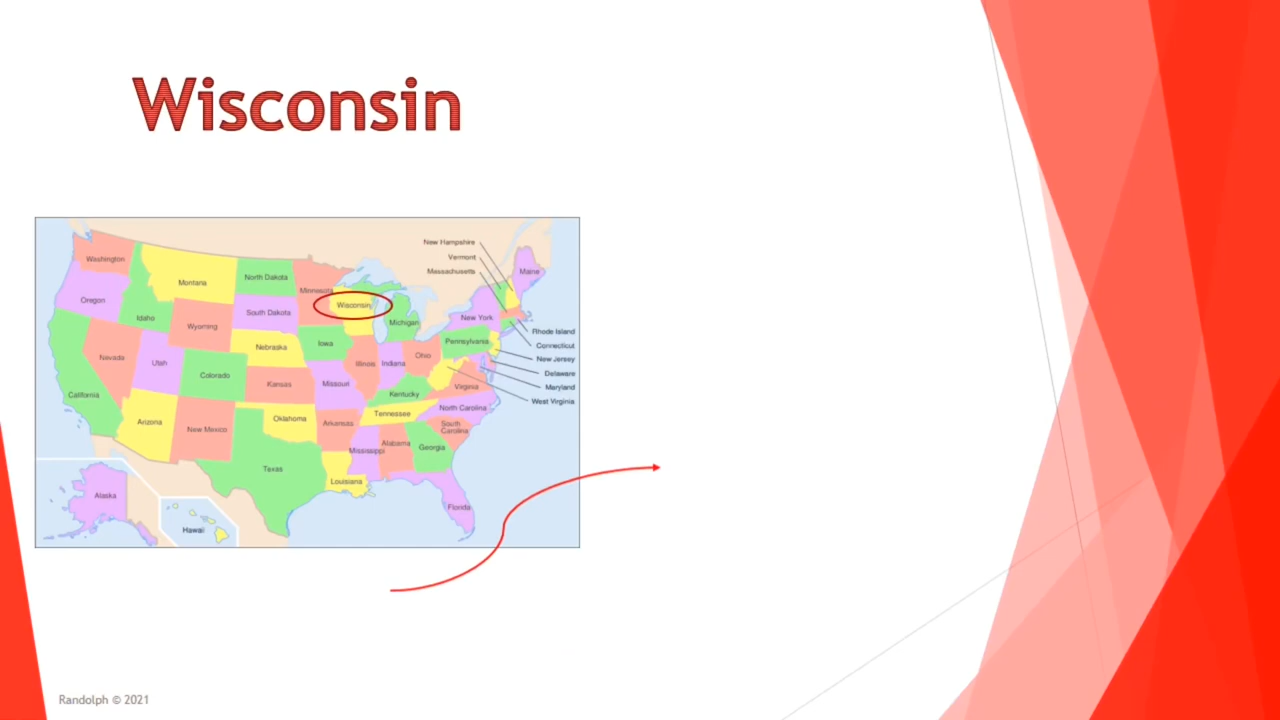 Wisconsin
New Hampshire
Vermont
Massachusetts
Washington
Montana
North Dakota
Minnesota
Maine
Oregon
Idaho
Wyoming
South Dakota
Wisconsin
Michigan
New York
Rhode Island
Connecticut
New Jersey
Delaware
Maryland
West Virginia
Nevada
Utah
Colorado
Nebraska
Iowa
Illinois
Indiana
Ohio
Pennsylvania
California
Kansas
Missouri
Kentucky
Virginia
Arizona
New Mexico
Oklahoma
Arkansas
Tennessee
North Carolina
South
Carolina
Texas
Louisiana
Mississippi
Alabama
Georgia
Florida
Alaska
Hawaii
Randolph © 2021